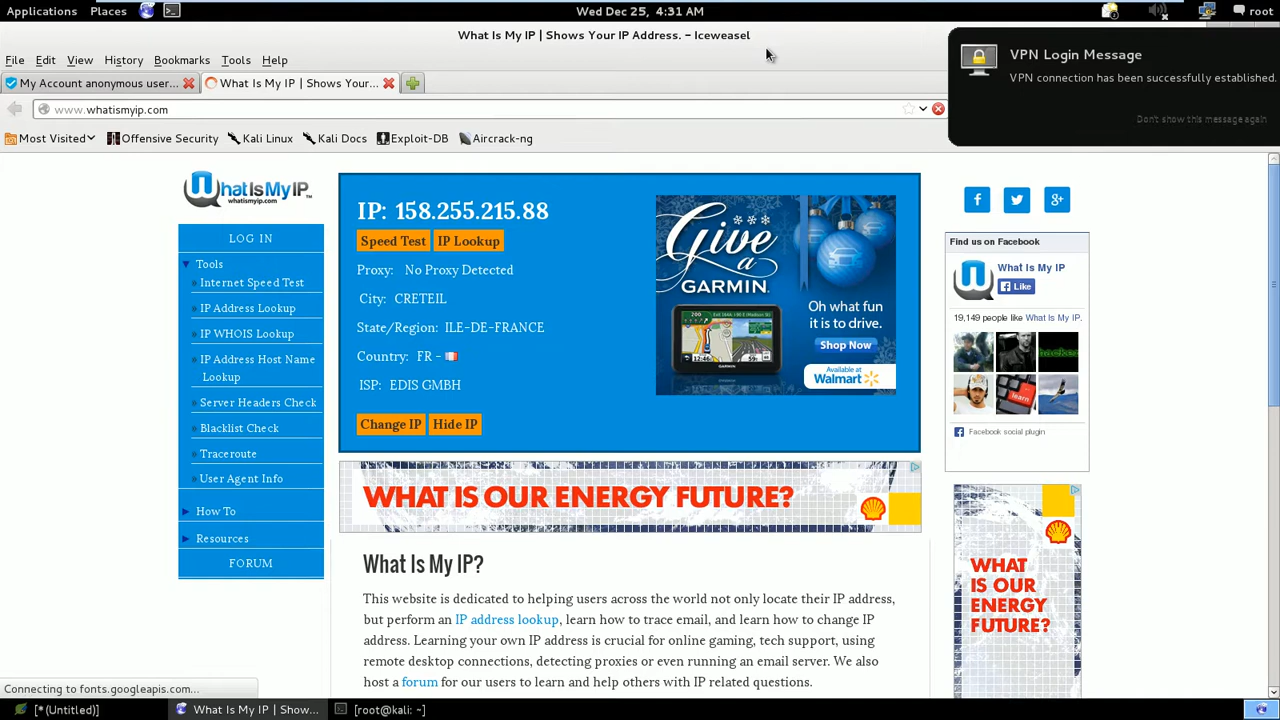 Applications Places Wed Dec 25, 4:31 AM root
What Is My IP | Shows Your IP Address. - Iceweasel
VPN Login Message
VPN connection has been successfully established.
Don't show this message again
File Edit View History Bookmarks Tools Help
My Account anonymous user... What Is My IP | Shows Your...
www.whatismyip.com
Most Visited Offensive Security Kali Linux Kali Docs Exploit-DB Aircrack-ng
WhatIsMyIP
whatismyip.com
LOG IN
Tools
» Internet Speed Test
» IP Address Lookup
» IP WHOIS Lookup
» IP Address Host Name
Lookup
» Server Headers Check
» Blacklist Check
» Traceroute
» User Agent Info
How To
Resources
FORUM
IP: 158.255.215.88
Speed Test IP Lookup
Proxy: No Proxy Detected
City: CRETEIL
State/Region: ILE-DE-FRANCE
Country: FR -
ISP: EDIS GMBH
Change IP Hide IP
Give
a
GARMIN.
Oh what fun
it is to drive.
Shop Now
Available at
Walmart
WHAT IS OUR ENERGY FUTURE?
What Is My IP?
This website is dedicated to helping users across the world not only locate their IP address,
but perform an IP address lookup, learn how to trace email, and learn how to change IP
address. Learning your own IP address is crucial for online gaming, tech support, using
remote desktop connections, detecting proxies or even running an email server. We also
host a forum for our users to learn and help others with IP related questions.
Find us on Facebook
What Is My IP
Like
19,149 people like What Is My IP.
hacker
learn
Facebook social plugin
WHAT
IS OUR
ENERGY
FUTURE?
Connecting to fonts.googleapis.com...
[*(Untitled)] What Is My IP | Show... [root@kali: ~]